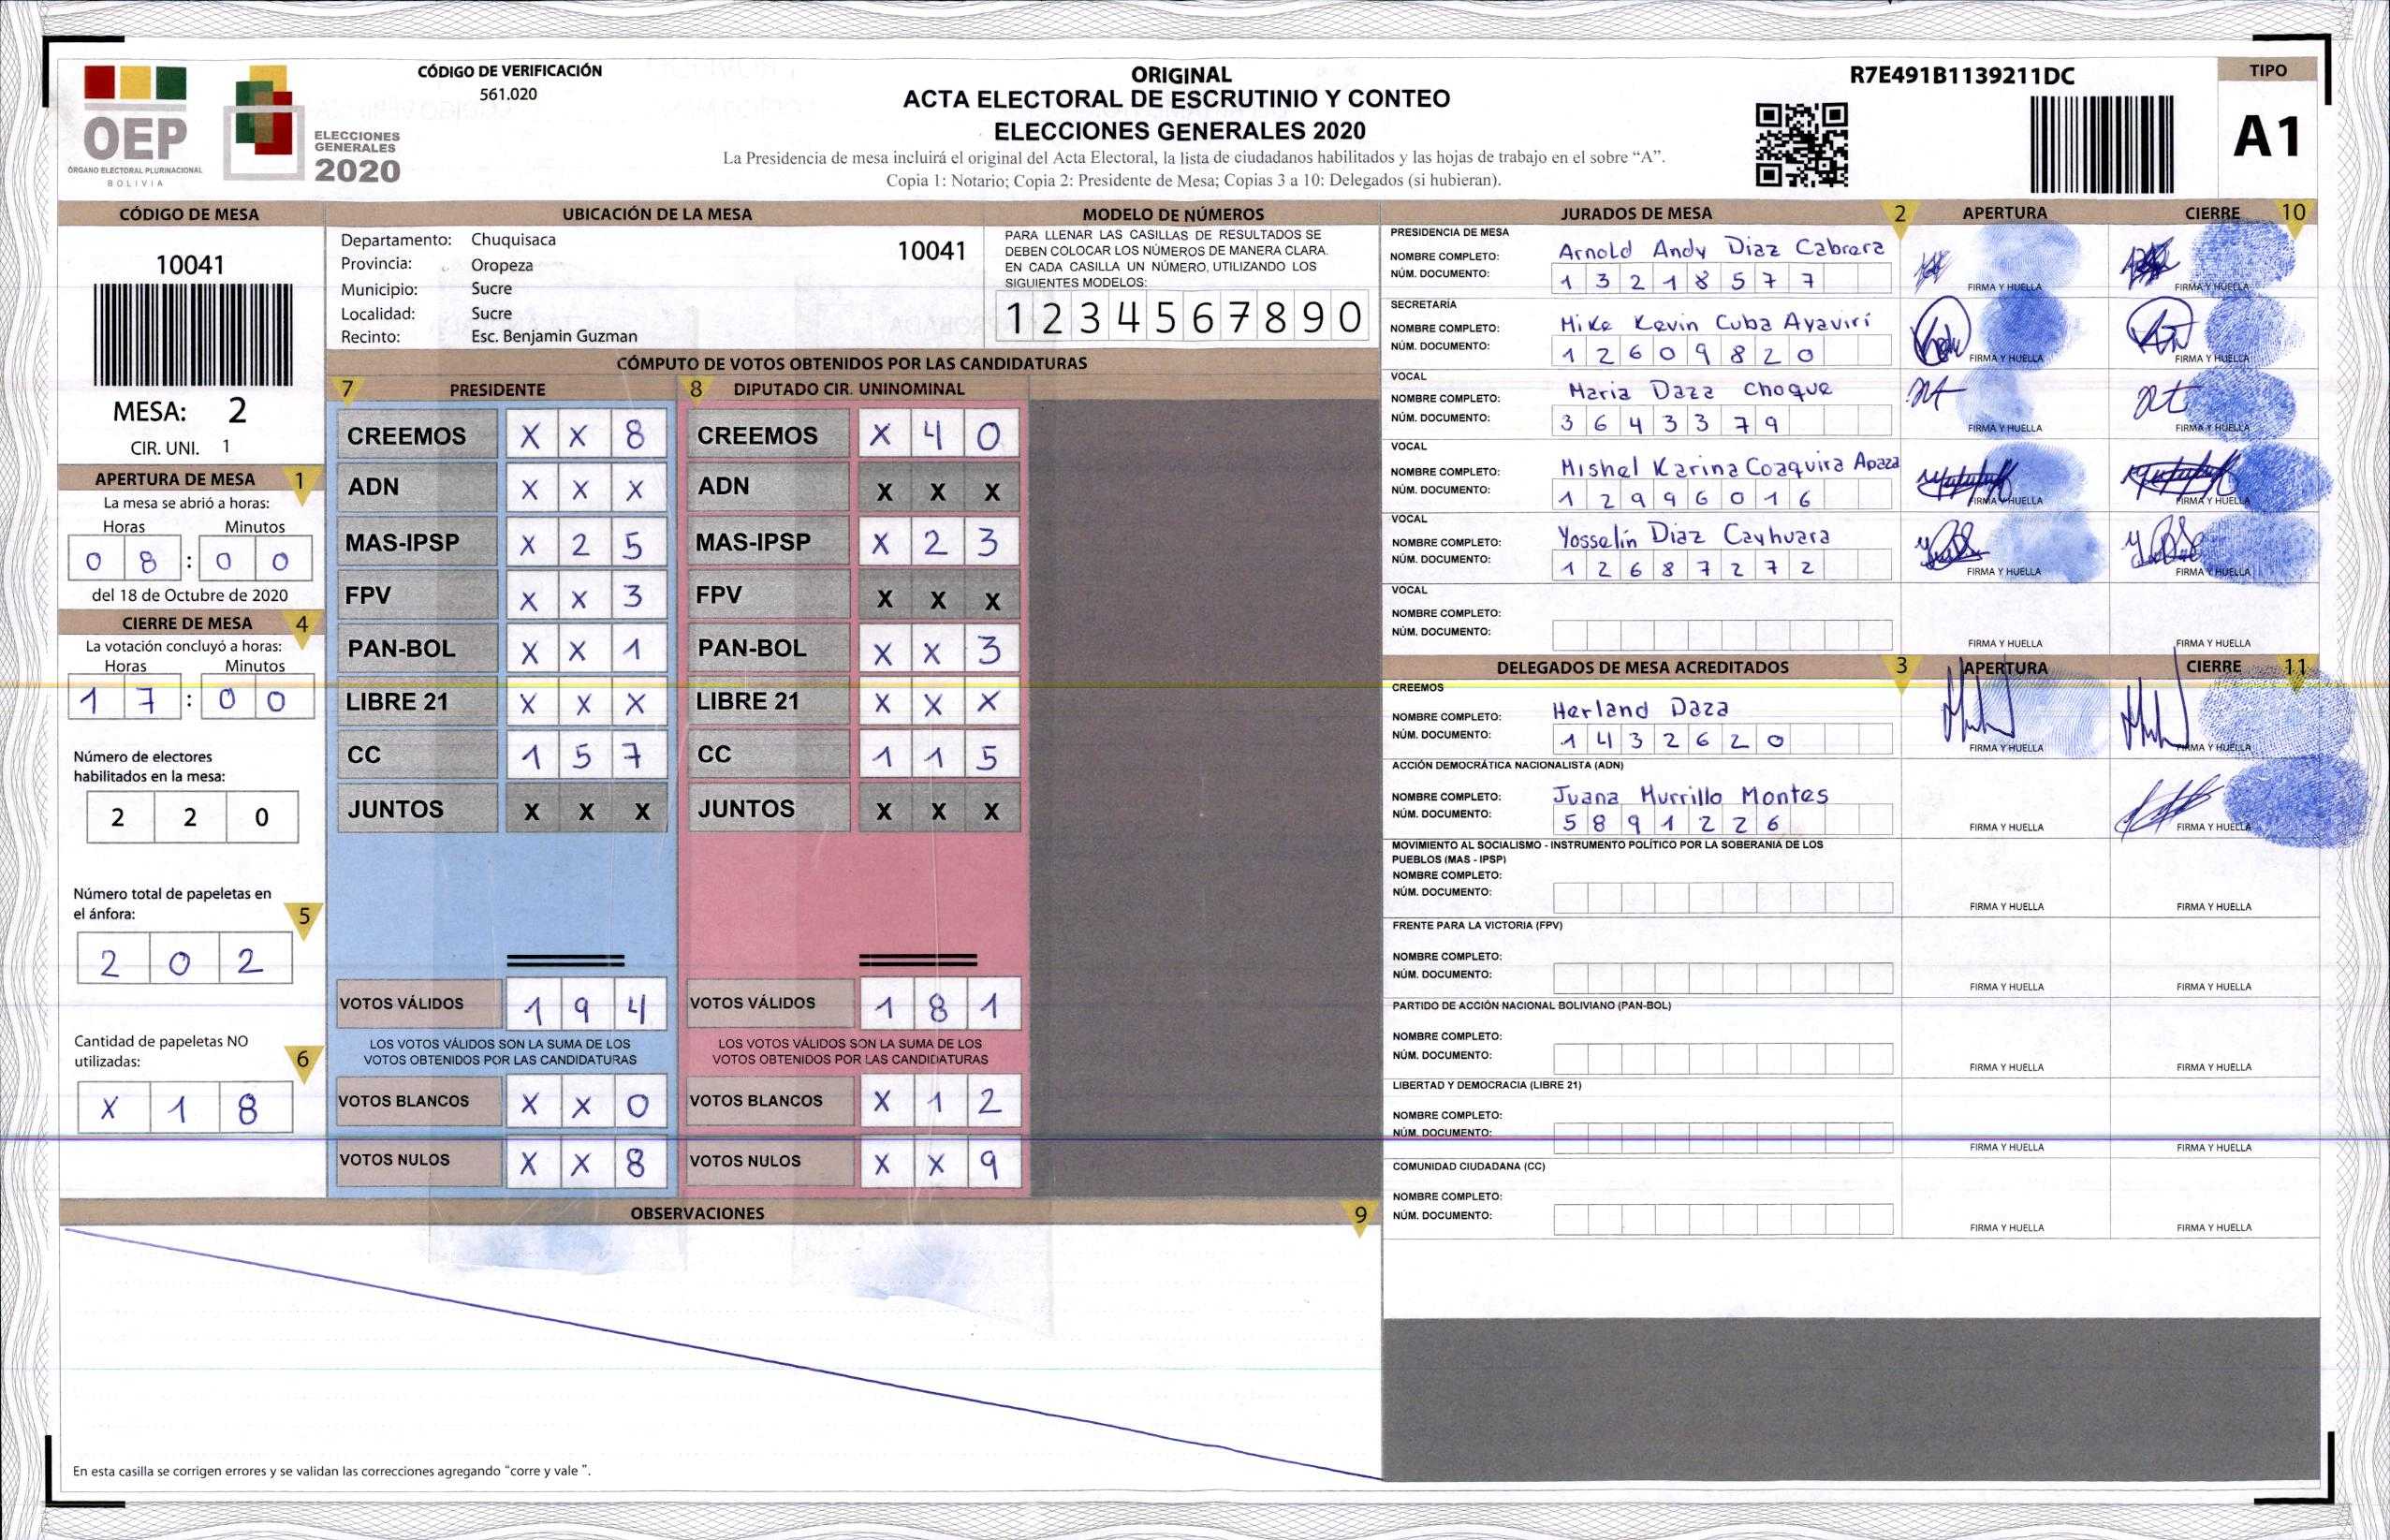 CÓDIGO DE VERIFICACIÓN
561.020
OEP
ÓRGANO ELECTORAL PLURINACIONAL
BOLIVIA
ELECCIONES
GENERALES
2020
ORIGINAL
ACTA ELECTORAL DE ESCRUTINIO Y CONTEO
ELECCIONES GENERALES 2020
La Presidencia de mesa incluirá el original del Acta Electoral, la lista de ciudadanos habilitados y las hojas de trabajo en el sobre “A”.
Copia 1: Notario; Copia 2: Presidente de Mesa; Copias 3 a 10: Delegados (si hubieran).
R7E491B1139211DC
TIPO
A1
CÓDIGO DE MESA
10041
MESA: 2
CIR. UNI. 1
APERTURA DE MESA 1
La mesa se abrió a horas:
Horas Minutos
0 8 : 0 0
del 18 de Octubre de 2020
CIERRE DE MESA 4
La votación concluyó a horas:
Horas Minutos
1 7 : 0 0
Número de electores
habilitados en la mesa:
2 2 0
Número total de papeletas en
el ánfora: 5
2 0 2
Cantidad de papeletas NO
utilizadas: 6
X 1 8
UBICACIÓN DE LA MESA
Departamento: Chuquisaca 10041
Provincia: Oropeza
Municipio: Sucre
Localidad: Sucre
Recinto: Esc. Benjamin Guzman
MODELO DE NÚMEROS
PARA LLENAR LAS CASILLAS DE RESULTADOS SE
DEBEN COLOCAR LOS NÚMEROS DE MANERA CLARA.
EN CADA CASILLA UN NÚMERO, UTILIZANDO LOS
SIGUIENTES MODELOS:
1 2 3 4 5 6 7 8 9 0
CÓMPUTO DE VOTOS OBTENIDOS POR LAS CANDIDATURAS
7 PRESIDENTE
CREEMOS X X 8
ADN X X X
MAS-IPSP X 2 5
FPV X X 3
PAN-BOL X X 1
LIBRE 21 X X X
CC 1 5 7
JUNTOS X X X
VOTOS VÁLIDOS 1 9 4
LOS VOTOS VÁLIDOS SON LA SUMA DE LOS
VOTOS OBTENIDOS POR LAS CANDIDATURAS
VOTOS BLANCOS X X 0
VOTOS NULOS X X 8
8 DIPUTADO CIR. UNINOMINAL
CREEMOS X 4 0
ADN X X X
MAS-IPSP X 2 3
FPV X X X
PAN-BOL X X 3
LIBRE 21 X X X
CC 1 1 5
JUNTOS X X X
VOTOS VÁLIDOS 1 8 1
LOS VOTOS VÁLIDOS SON LA SUMA DE LOS
VOTOS OBTENIDOS POR LAS CANDIDATURAS
VOTOS BLANCOS X 1 2
VOTOS NULOS X X 9
OBSERVACIONES 9
En esta casilla se corrigen errores y se validan las correcciones agregando “corre y vale ”.
JURADOS DE MESA 2 APERTURA CIERRE 10
PRESIDENCIA DE MESA
NOMBRE COMPLETO: Arnold Andy Diaz Cabrera
NÚM. DOCUMENTO: 1 3 2 1 8 5 7 7
FIRMA Y HUELLA FIRMA Y HUELLA
SECRETARÍA
NOMBRE COMPLETO: Mike Kevin Cuba Ayavirí
NÚM. DOCUMENTO: 1 2 6 0 9 8 2 0
FIRMA Y HUELLA FIRMA Y HUELLA
VOCAL
NOMBRE COMPLETO: Maria Daza Choque
NÚM. DOCUMENTO: 3 6 4 3 3 7 9
FIRMA Y HUELLA FIRMA Y HUELLA
VOCAL
NOMBRE COMPLETO: Mishel Karina Coaquira Apaza
NÚM. DOCUMENTO: 1 2 9 9 6 0 1 6
FIRMA Y HUELLA FIRMA Y HUELLA
VOCAL
NOMBRE COMPLETO: Yosselin Diaz Cayhuara
NÚM. DOCUMENTO: 1 2 6 8 7 2 7 2
FIRMA Y HUELLA FIRMA Y HUELLA
VOCAL
NOMBRE COMPLETO:
NÚM. DOCUMENTO:
FIRMA Y HUELLA FIRMA Y HUELLA
DELEGADOS DE MESA ACREDITADOS 3 APERTURA CIERRE 11
CREEMOS
NOMBRE COMPLETO: Herland Daza
NÚM. DOCUMENTO: 1 4 3 2 6 2 0
FIRMA Y HUELLA FIRMA Y HUELLA
ACCIÓN DEMOCRÁTICA NACIONALISTA (ADN)
NOMBRE COMPLETO: Juana Murrillo Montes
NÚM. DOCUMENTO: 5 8 9 1 2 2 6
FIRMA Y HUELLA FIRMA Y HUELLA
MOVIMIENTO AL SOCIALISMO - INSTRUMENTO POLÍTICO POR LA SOBERANÍA DE LOS
PUEBLOS (MAS - IPSP)
NOMBRE COMPLETO:
NÚM. DOCUMENTO:
FIRMA Y HUELLA FIRMA Y HUELLA
FRENTE PARA LA VICTORIA (FPV)
NOMBRE COMPLETO:
NÚM. DOCUMENTO:
FIRMA Y HUELLA FIRMA Y HUELLA
PARTIDO DE ACCIÓN NACIONAL BOLIVIANO (PAN-BOL)
NOMBRE COMPLETO:
NÚM. DOCUMENTO:
FIRMA Y HUELLA FIRMA Y HUELLA
LIBERTAD Y DEMOCRACIA (LIBRE 21)
NOMBRE COMPLETO:
NÚM. DOCUMENTO:
FIRMA Y HUELLA FIRMA Y HUELLA
COMUNIDAD CIUDADANA (CC)
NOMBRE COMPLETO:
NÚM. DOCUMENTO:
FIRMA Y HUELLA FIRMA Y HUELLA